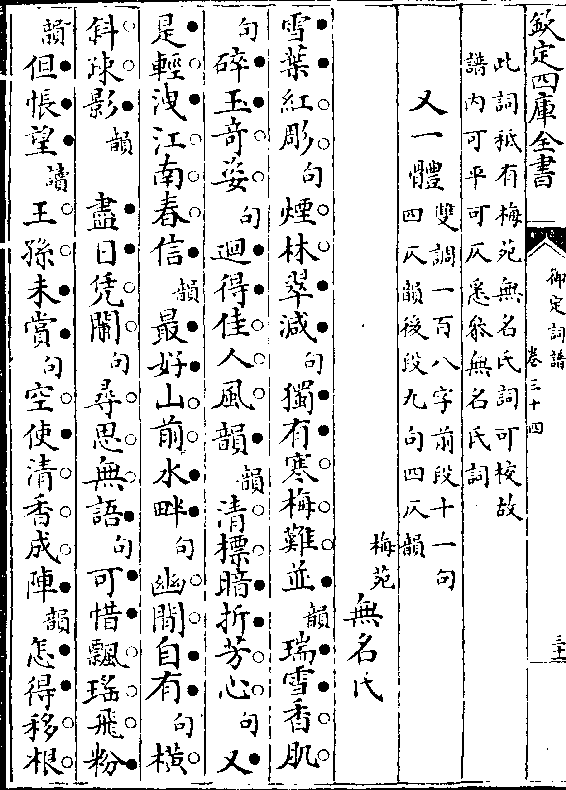 欽定四庫全書
御定詞譜
卷三十四
三十一
此詞祇有梅苑無名氏詞可校故
譜内可平可仄悉叅無名氏詞
又一體雙調一百八字前段十一句
四仄韻後段九句四仄韻
梅苑無名氏
雪葉紅彫句煙林翠減句獨有寒梅難並韻瑞雪香肌
句碎玉奇姿句迥得佳人風韻韻清標暗折芳心句又
是輕洩江南春信韻最好山前水畔句幽閒自有句橫
斜疎影韻 盡日凭闌句尋思無語句可惜飄瑤飛粉
韻但悵望讀王孫未賞句空使清香成陣韻怎得移根